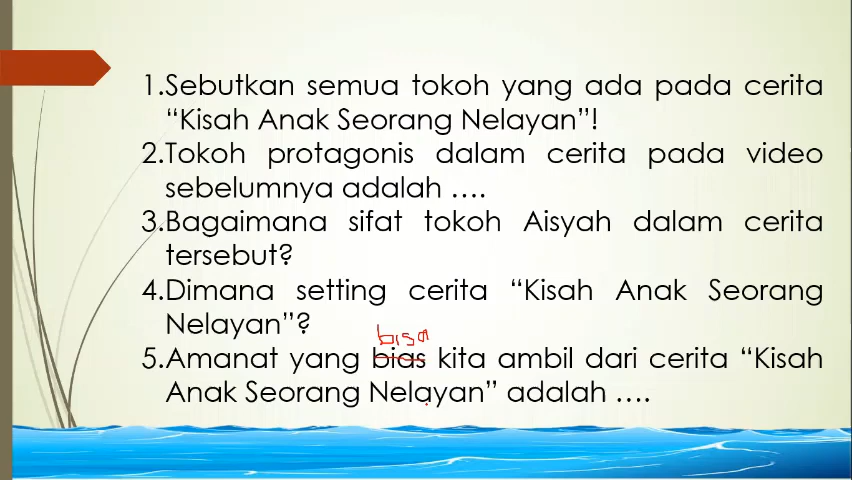 1.Sebutkan semua tokoh yang ada pada cerita
“Kisah Anak Seorang Nelayan”!
2.Tokoh protagonis dalam cerita pada video
sebelumnya adalah ….
3.Bagaimana sifat tokoh Aisyah dalam cerita
tersebut?
4.Dimana setting cerita “Kisah Anak Seorang
Nelayan”?
bisa
5.Amanat yang bias kita ambil dari cerita “Kisah
Anak Seorang Nelayan” adalah ….